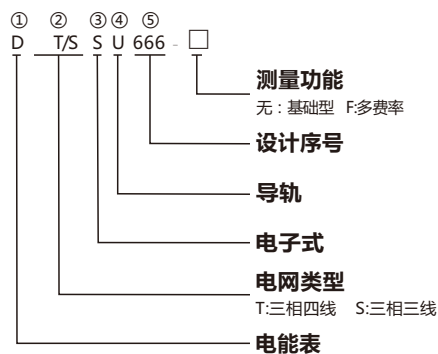 ① ② ③ ④ ⑤
D T/S S U 666 - □
测量功能
无：基础型 F:多费率
设计序号
导轨
电子式
电网类型
T:三相四线 S:三相三线
电能表